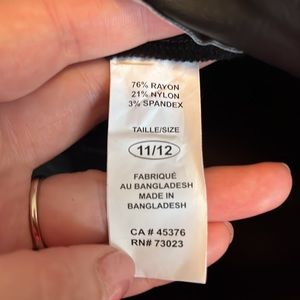 76% RAYON
21% NYLON
3% SPANDEX
TAILLE/SIZE
11/12
FABRIQUÉ
AU BANGLADESH
MADE IN
BANGLADESH
CA # 45376
RN# 73023